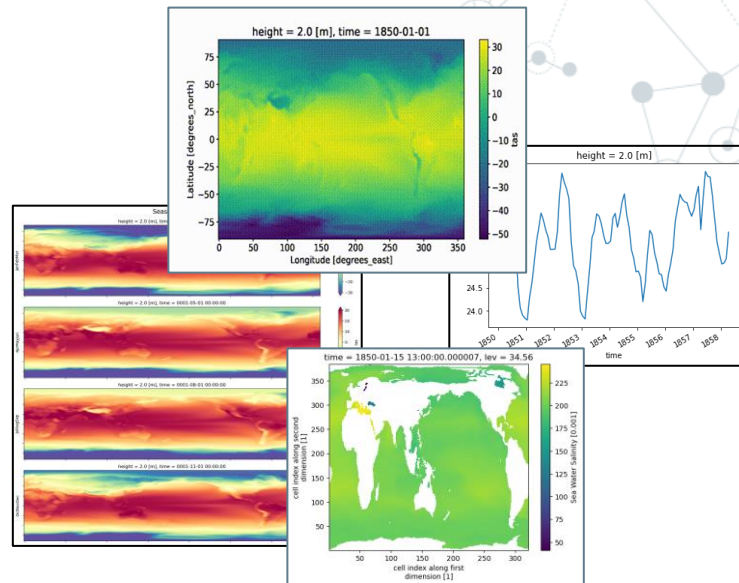 height = 2.0 [m], time = 1850-01-01
75
50
25
0
−25
−50
−75
Latitude [degrees_north]
0 50 100 150 200 250 300 350
Longitude [degrees_east]
30
20
10
0
−10
−20
−30
−40
−50
tas
height = 2.0 [m]
24.5
24.0
1850 1851 1852 1853 1854 1855 1856 1857 1858
time
Seas
height = 2.0 [m], time
height = 2.0 [m], time = 0001-05-01 00:00:00
height = 2.0 [m], time = 0001-08-01 00:00:00
height = 2.0 [m], time = 0001-11-01 00:00:00
time = 1850-01-15 13:00:00.000007, lev = 34.56
350
300
250
200
150
100
50
cell index along second
dimension [1]
50 100 150 200 250 300
cell index along first
dimension [1]
225
200
175
150
125
100
75
50
Sea Water Salinity [0.001]